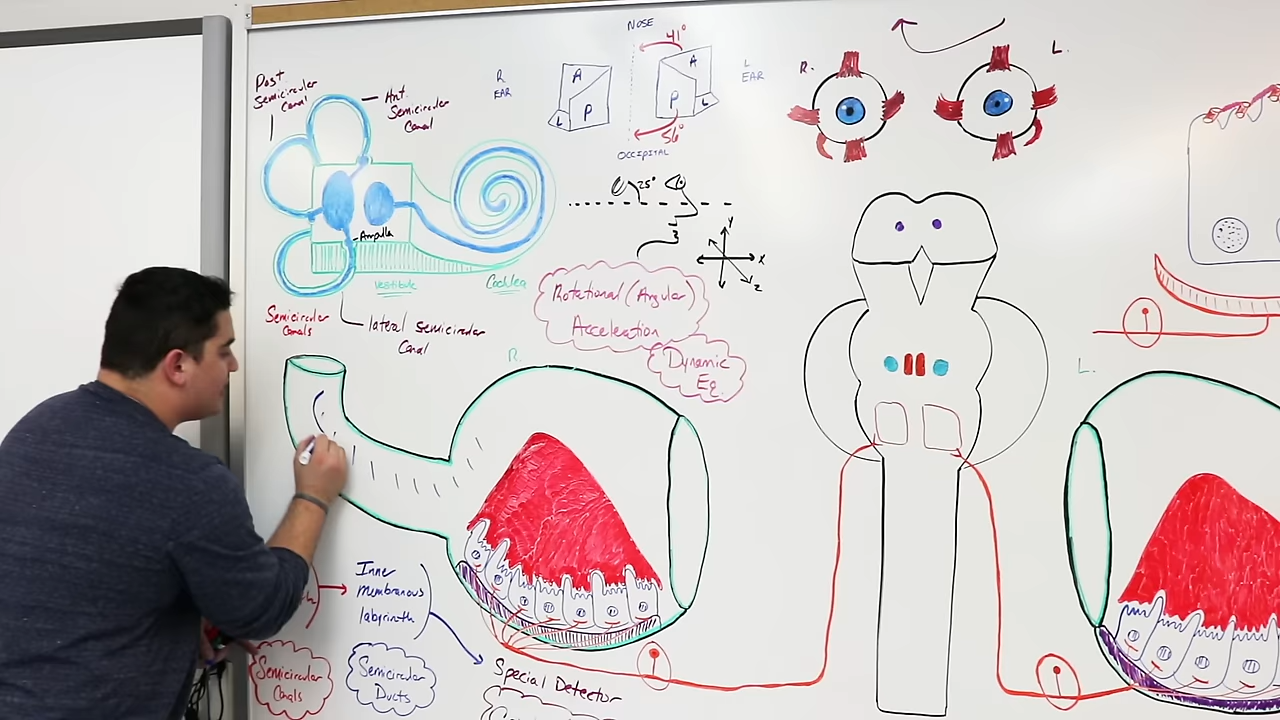 NOSE
41°
R
EAR
A
P
L
A
P
L
L
EAR
56°
OCCIPITAL
R.
L.
Post
Semicircular
Canal
Ant.
Semicircular
Canal
Ampulla
Vestibule
Cochlea
Semicircular
Canals
lateral Semicircular
Canal
25°
Y
X
Z
Rotational (Angular)
Acceleration
Dynamic
Eq.
R.
L.
Inner
membranous
labyrinth
Semicircular
Canals
Semicircular
Ducts
Special Detector